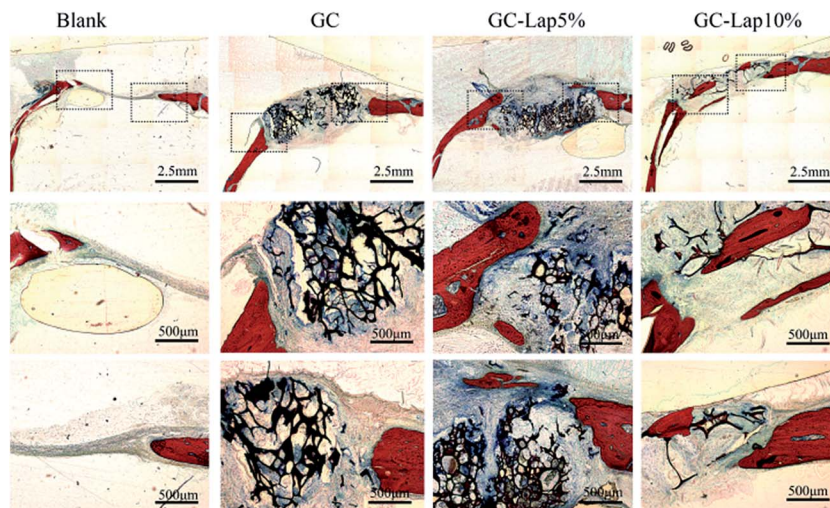 Blank GC GC-Lap5% GC-Lap10%
2.5mm 2.5mm 2.5mm 2.5mm
500μm 500μm 500μm 500μm
500μm 500μm 500μm 500μm